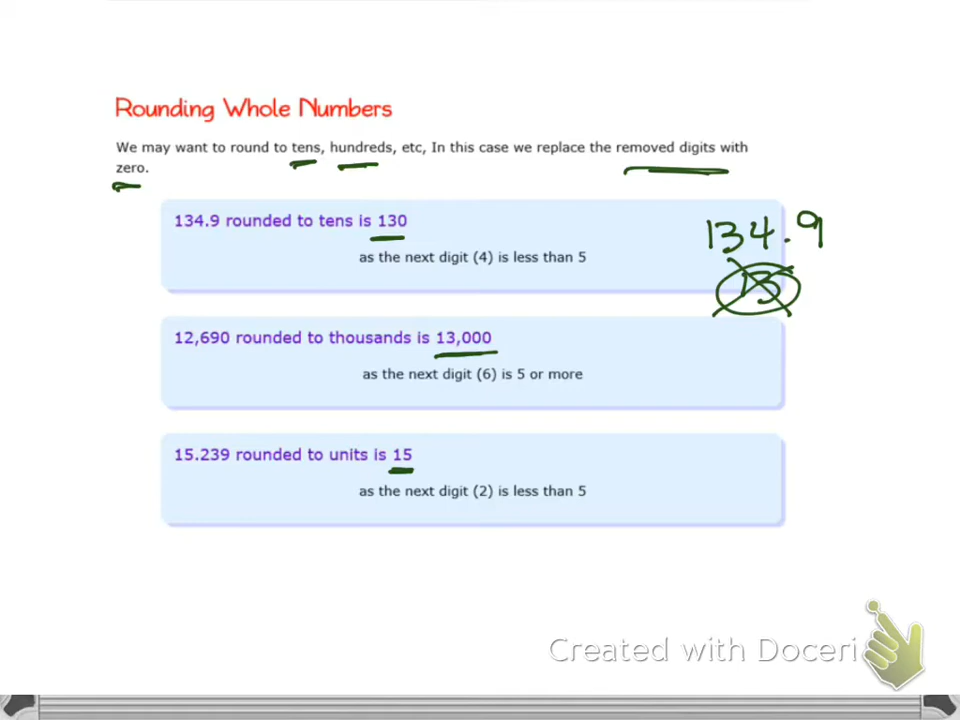 Rounding Whole Numbers
We may want to round to tens, hundreds, etc, In this case we replace the removed digits with
zero.
134.9 rounded to tens is 130
as the next digit (4) is less than 5
134.9
13
12,690 rounded to thousands is 13,000
as the next digit (6) is 5 or more
15.239 rounded to units is 15
as the next digit (2) is less than 5
Created with Doceri